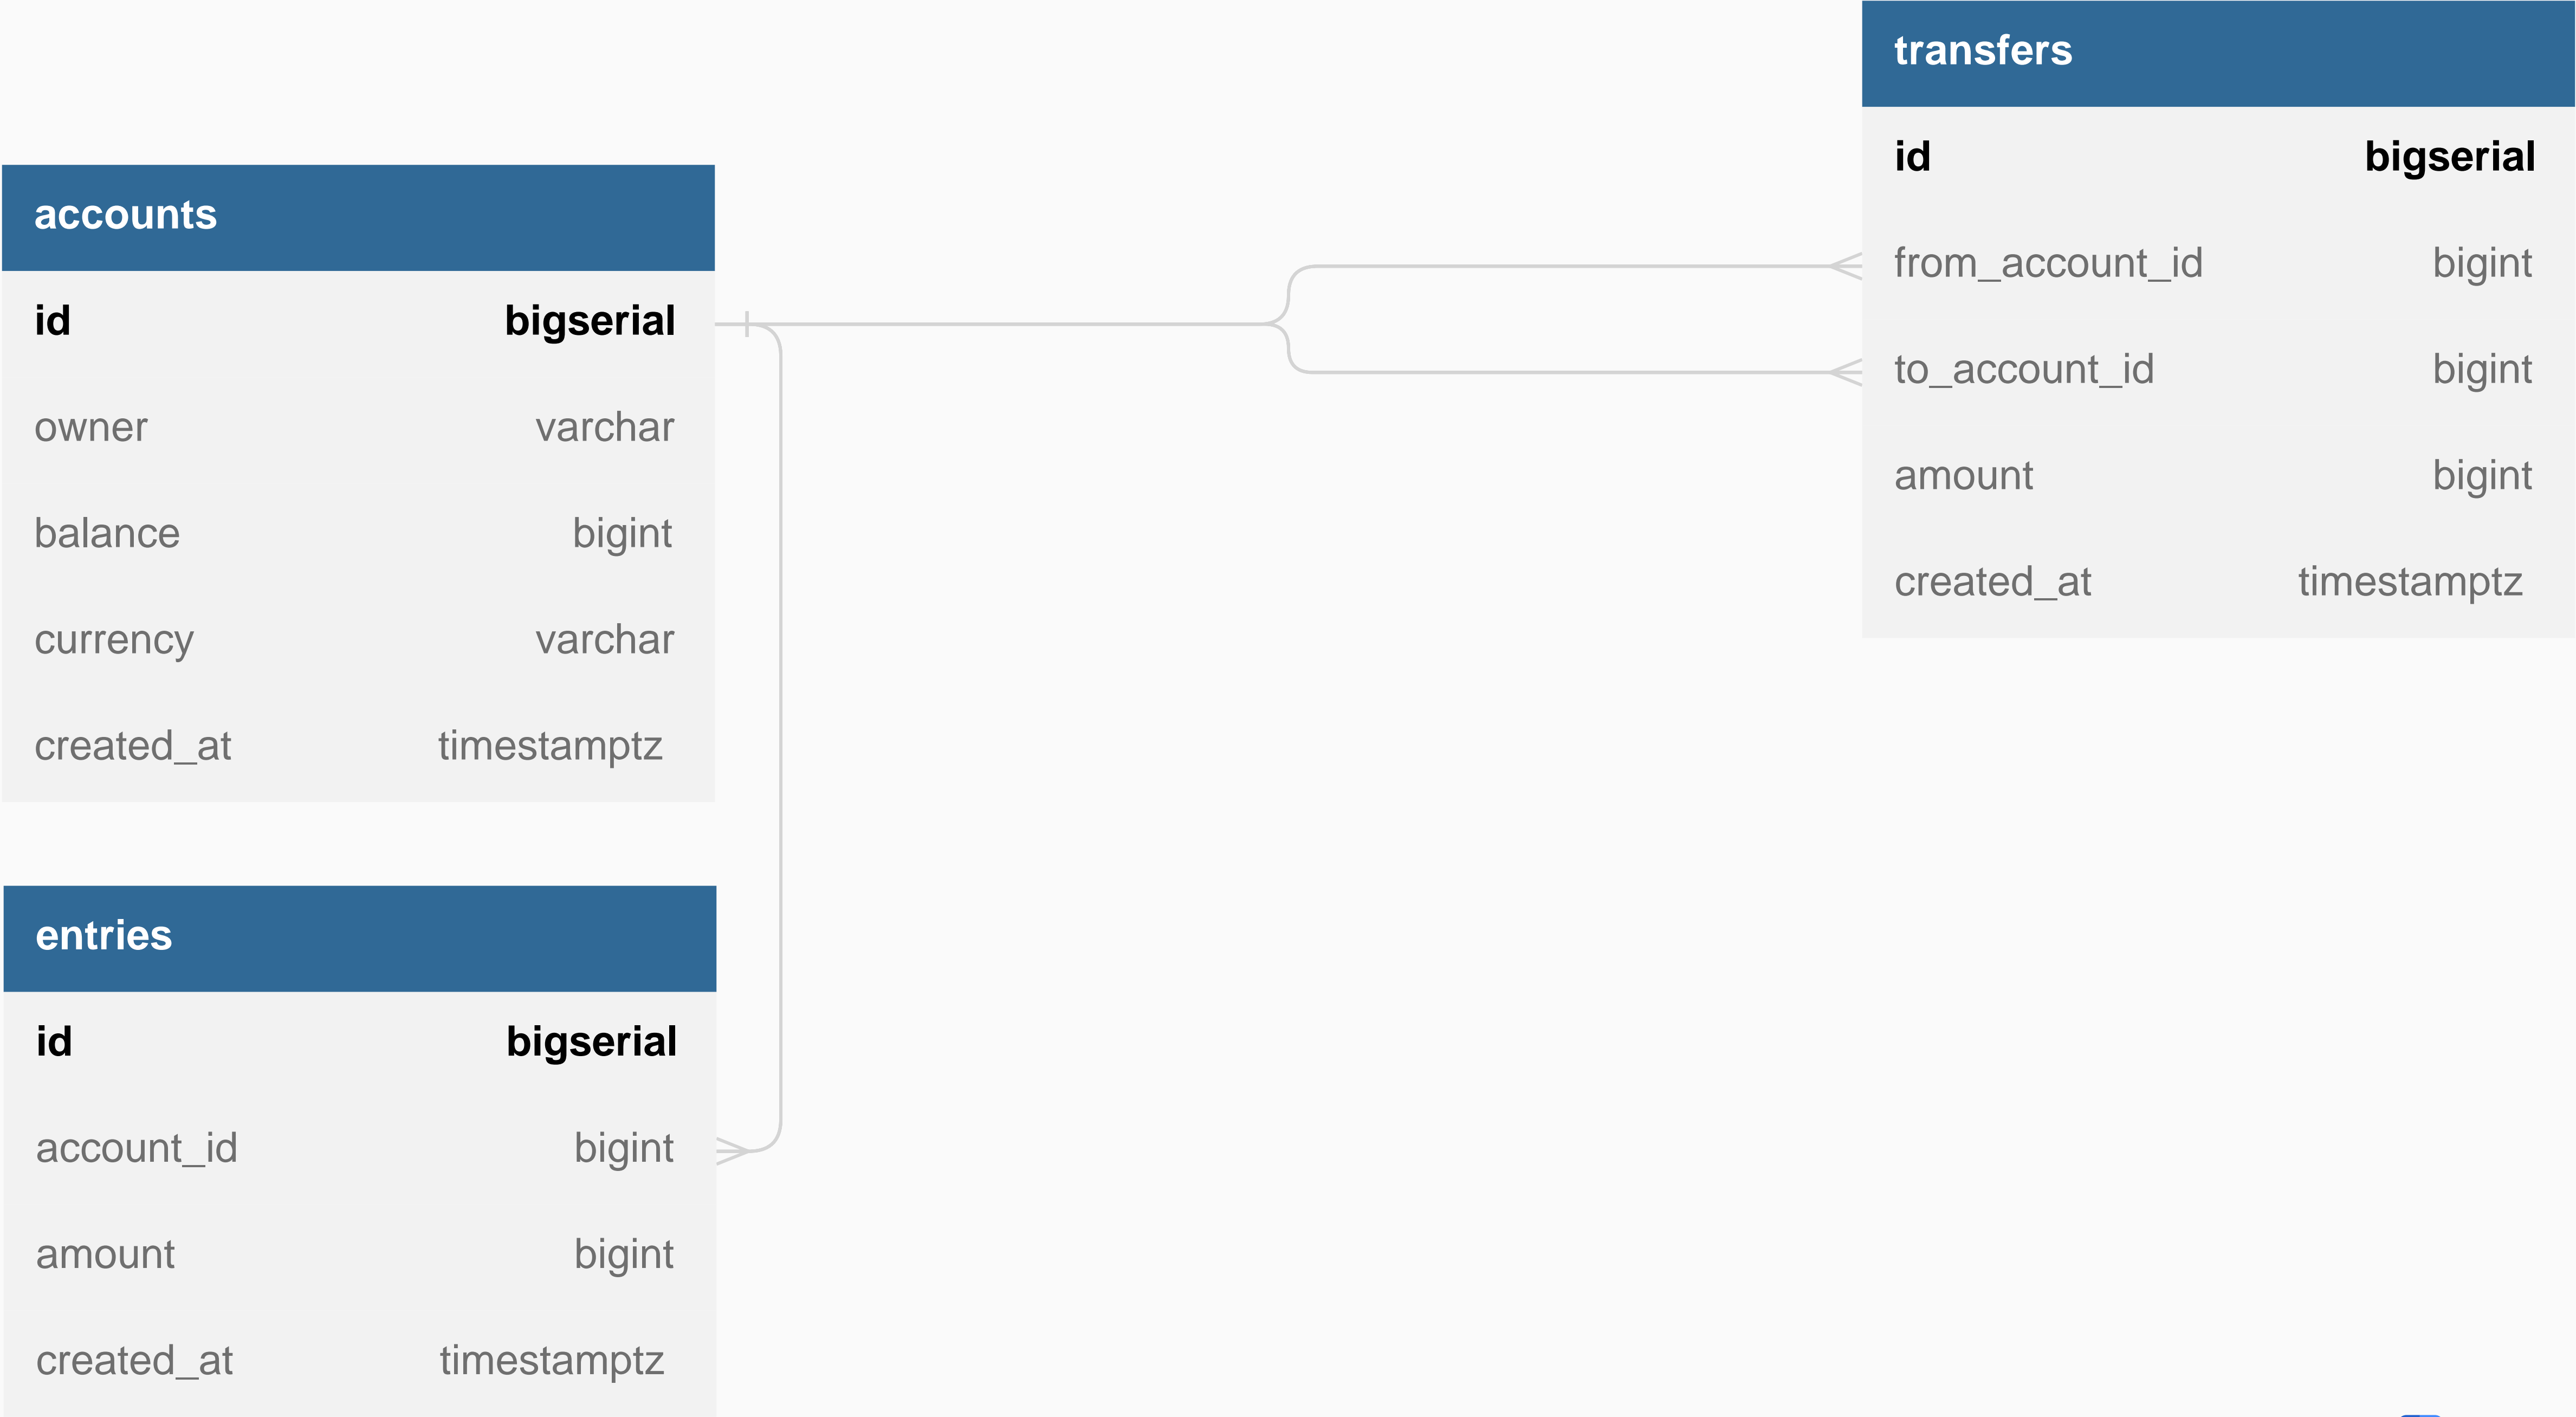 transfers
id bigserial
from_account_id bigint
to_account_id bigint
amount bigint
created_at timestamptz
accounts
id bigserial
owner varchar
balance bigint
currency varchar
created_at timestamptz
entries
id bigserial
account_id bigint
amount bigint
created_at timestamptz